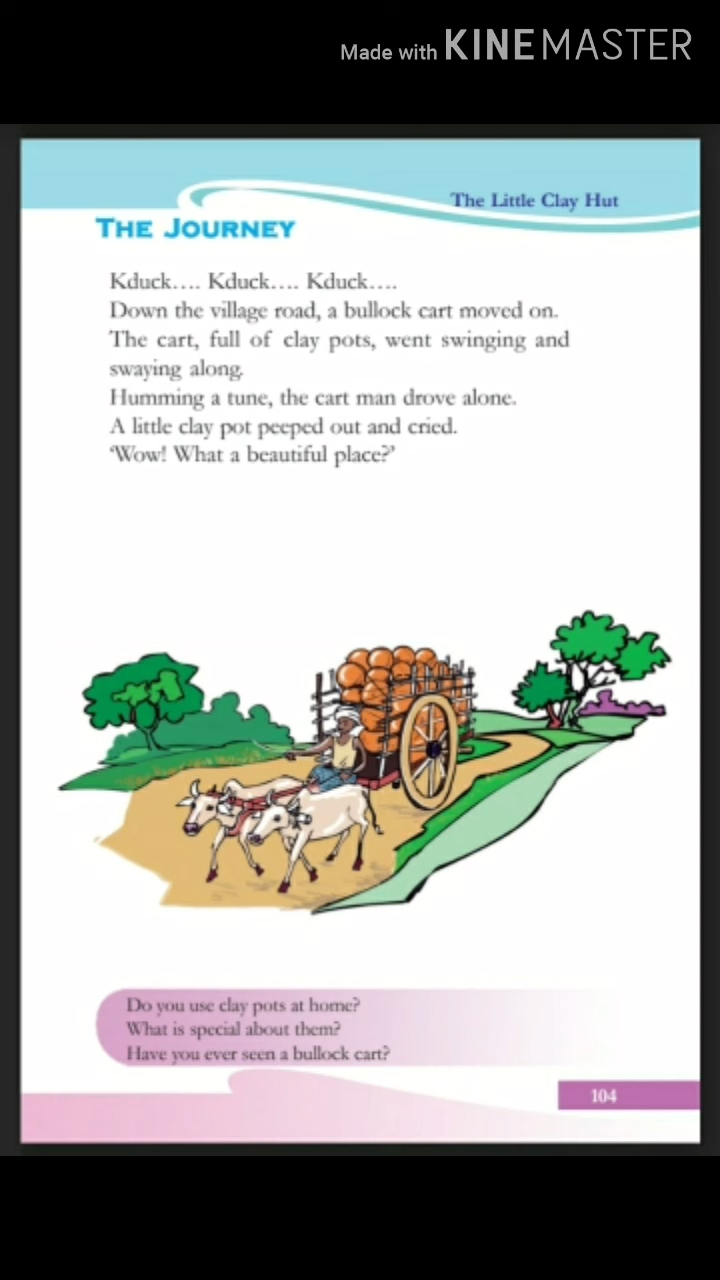 Made with KINEMASTER
The Little Clay Hut
THE JOURNEY
Kduck.... Kduck.... Kduck....
Down the village road, a bullock cart moved on.
The cart, full of clay pots, went swinging and
swaying along.
Humming a tune, the cart man drove alone.
A little clay pot peeped out and cried.
‘Wow! What a beautiful place?’
Do you use clay pots at home?
What is special about them?
Have you ever seen a bullock cart?
104